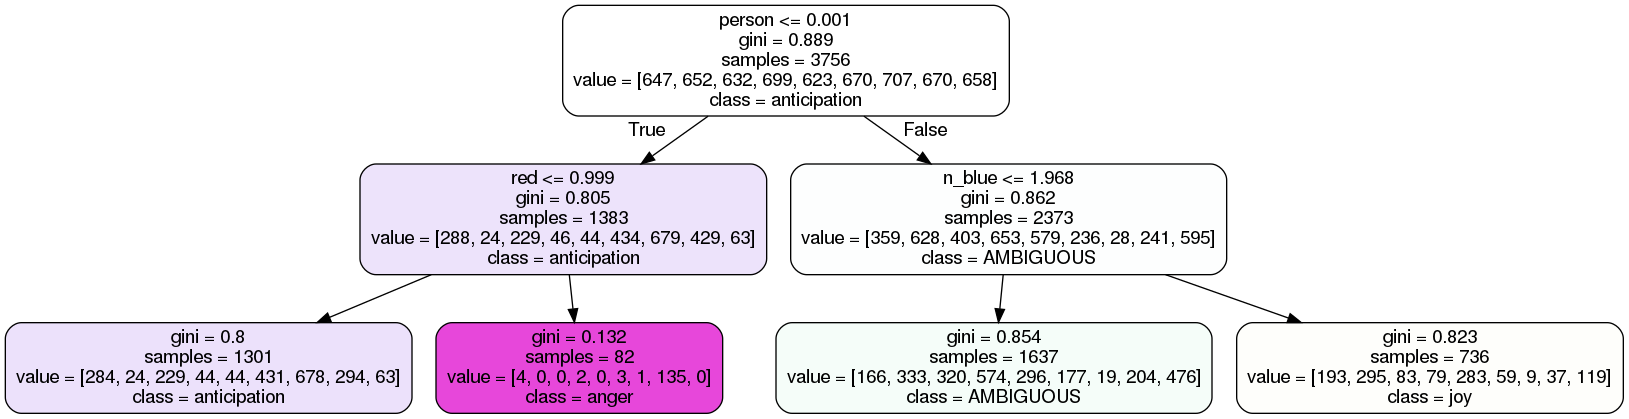 person <= 0.001
gini = 0.889
samples = 3756
value = [647, 652, 632, 699, 623, 670, 707, 670, 658]
class = anticipation
True
False
red <= 0.999
gini = 0.805
samples = 1383
value = [288, 24, 229, 46, 44, 434, 679, 429, 63]
class = anticipation
n_blue <= 1.968
gini = 0.862
samples = 2373
value = [359, 628, 403, 653, 579, 236, 28, 241, 595]
class = AMBIGUOUS
gini = 0.8
samples = 1301
value = [284, 24, 229, 44, 44, 431, 678, 294, 63]
class = anticipation
gini = 0.132
samples = 82
value = [4, 0, 0, 2, 0, 3, 1, 135, 0]
class = anger
gini = 0.854
samples = 1637
value = [166, 333, 320, 574, 296, 177, 19, 204, 476]
class = AMBIGUOUS
gini = 0.823
samples = 736
value = [193, 295, 83, 79, 283, 59, 9, 37, 119]
class = joy